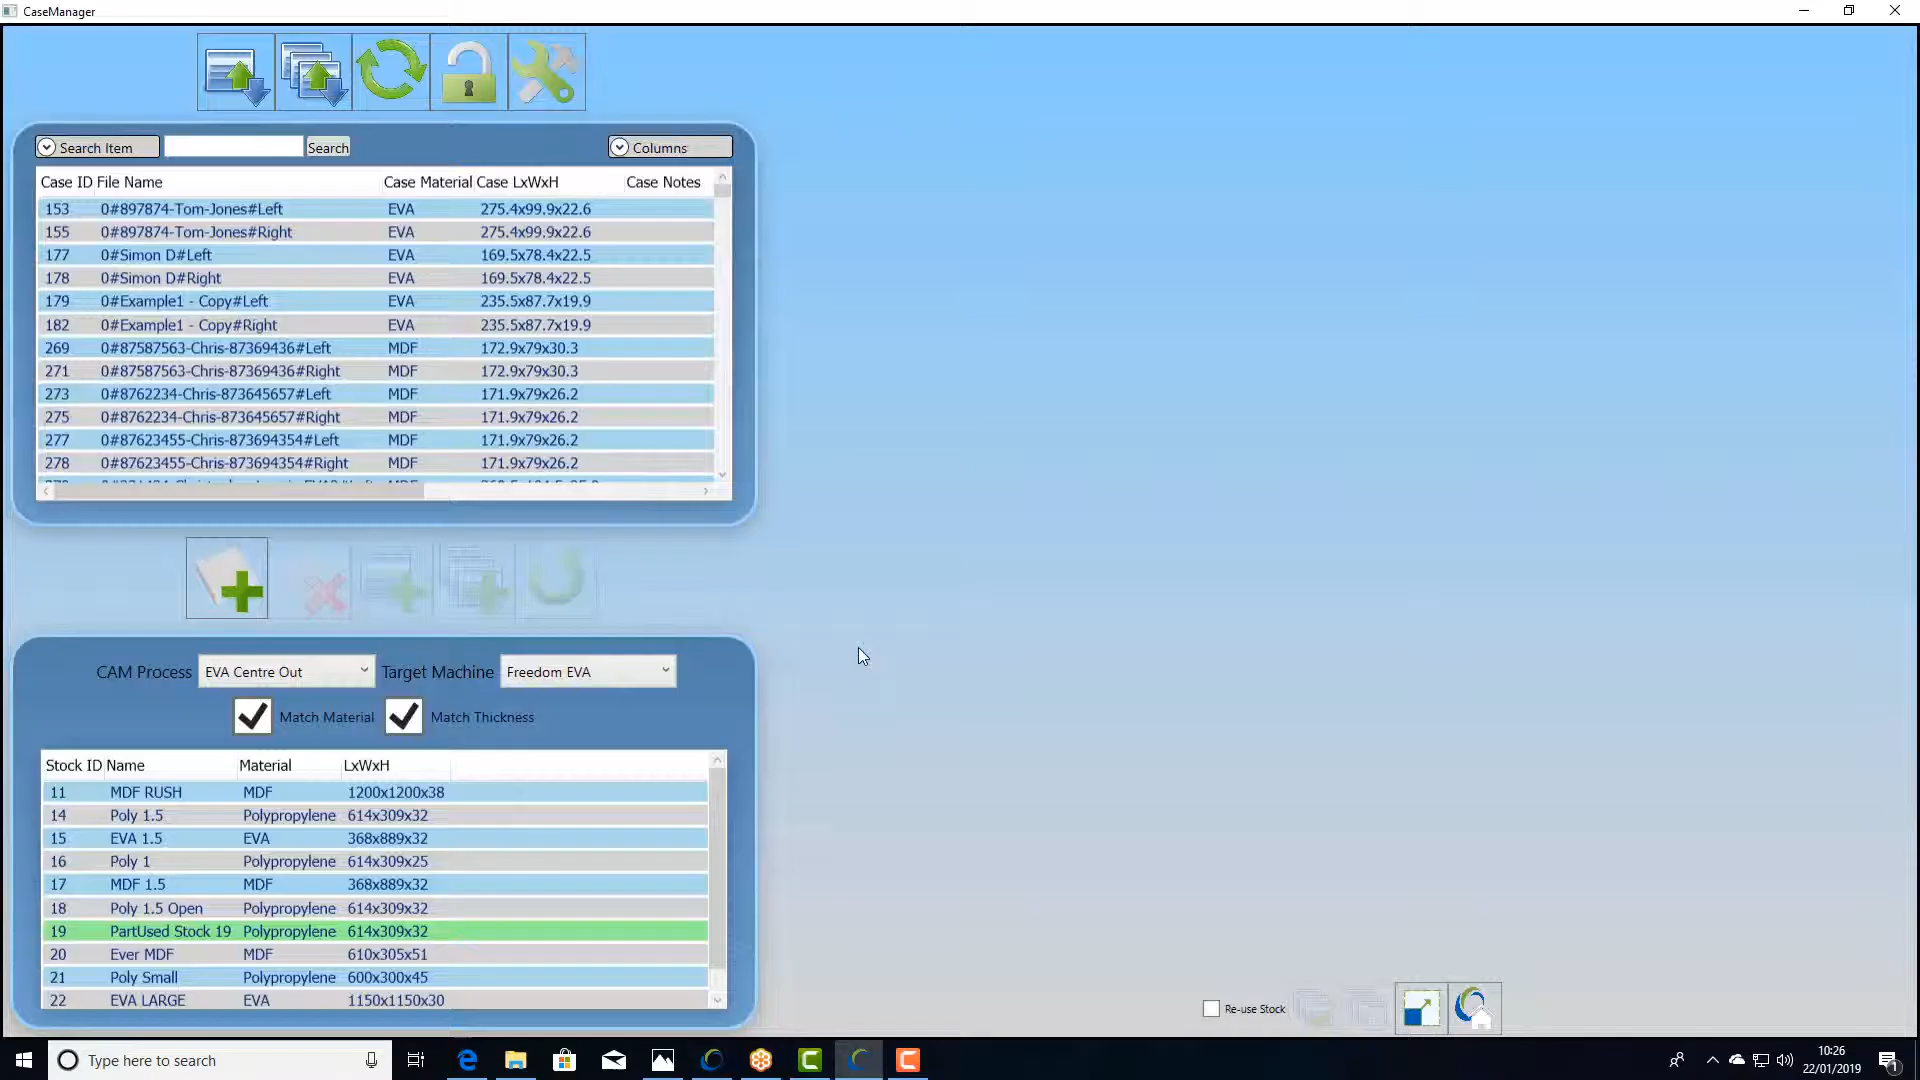 CaseManager
Search Item Search Columns
Case ID File Name Case Material Case LxWxH Case Notes
153 0#897874-Tom-Jones#Left EVA 275.4x99.9x22.6
155 0#897874-Tom-Jones#Right EVA 275.4x99.9x22.6
177 0#Simon D#Left EVA 169.5x78.4x22.5
178 0#Simon D#Right EVA 169.5x78.4x22.5
179 0#Example1 - Copy#Left EVA 235.5x87.7x19.9
182 0#Example1 - Copy#Right EVA 235.5x87.7x19.9
269 0#87587563-Chris-87369436#Left MDF 172.9x79x30.3
271 0#87587563-Chris-87369436#Right MDF 172.9x79x30.3
273 0#8762234-Chris-873645657#Left MDF 171.9x79x26.2
275 0#8762234-Chris-873645657#Right MDF 171.9x79x26.2
277 0#87623455-Chris-873694354#Left MDF 171.9x79x26.2
278 0#87623455-Chris-873694354#Right MDF 171.9x79x26.2
CAM Process EVA Centre Out Target Machine Freedom EVA
Match Material Match Thickness
Stock ID Name Material LxWxH
11 MDF RUSH MDF 1200x1200x38
14 Poly 1.5 Polypropylene 614x309x32
15 EVA 1.5 EVA 368x889x32
16 Poly 1 Polypropylene 614x309x25
17 MDF 1.5 MDF 368x889x32
18 Poly 1.5 Open Polypropylene 614x309x32
19 PartUsed Stock 19 Polypropylene 614x309x32
20 Ever MDF MDF 610x305x51
21 Poly Small Polypropylene 600x300x45
22 EVA LARGE EVA 1150x1150x30
Re-use Stock
Type here to search
10:26
22/01/2019
1